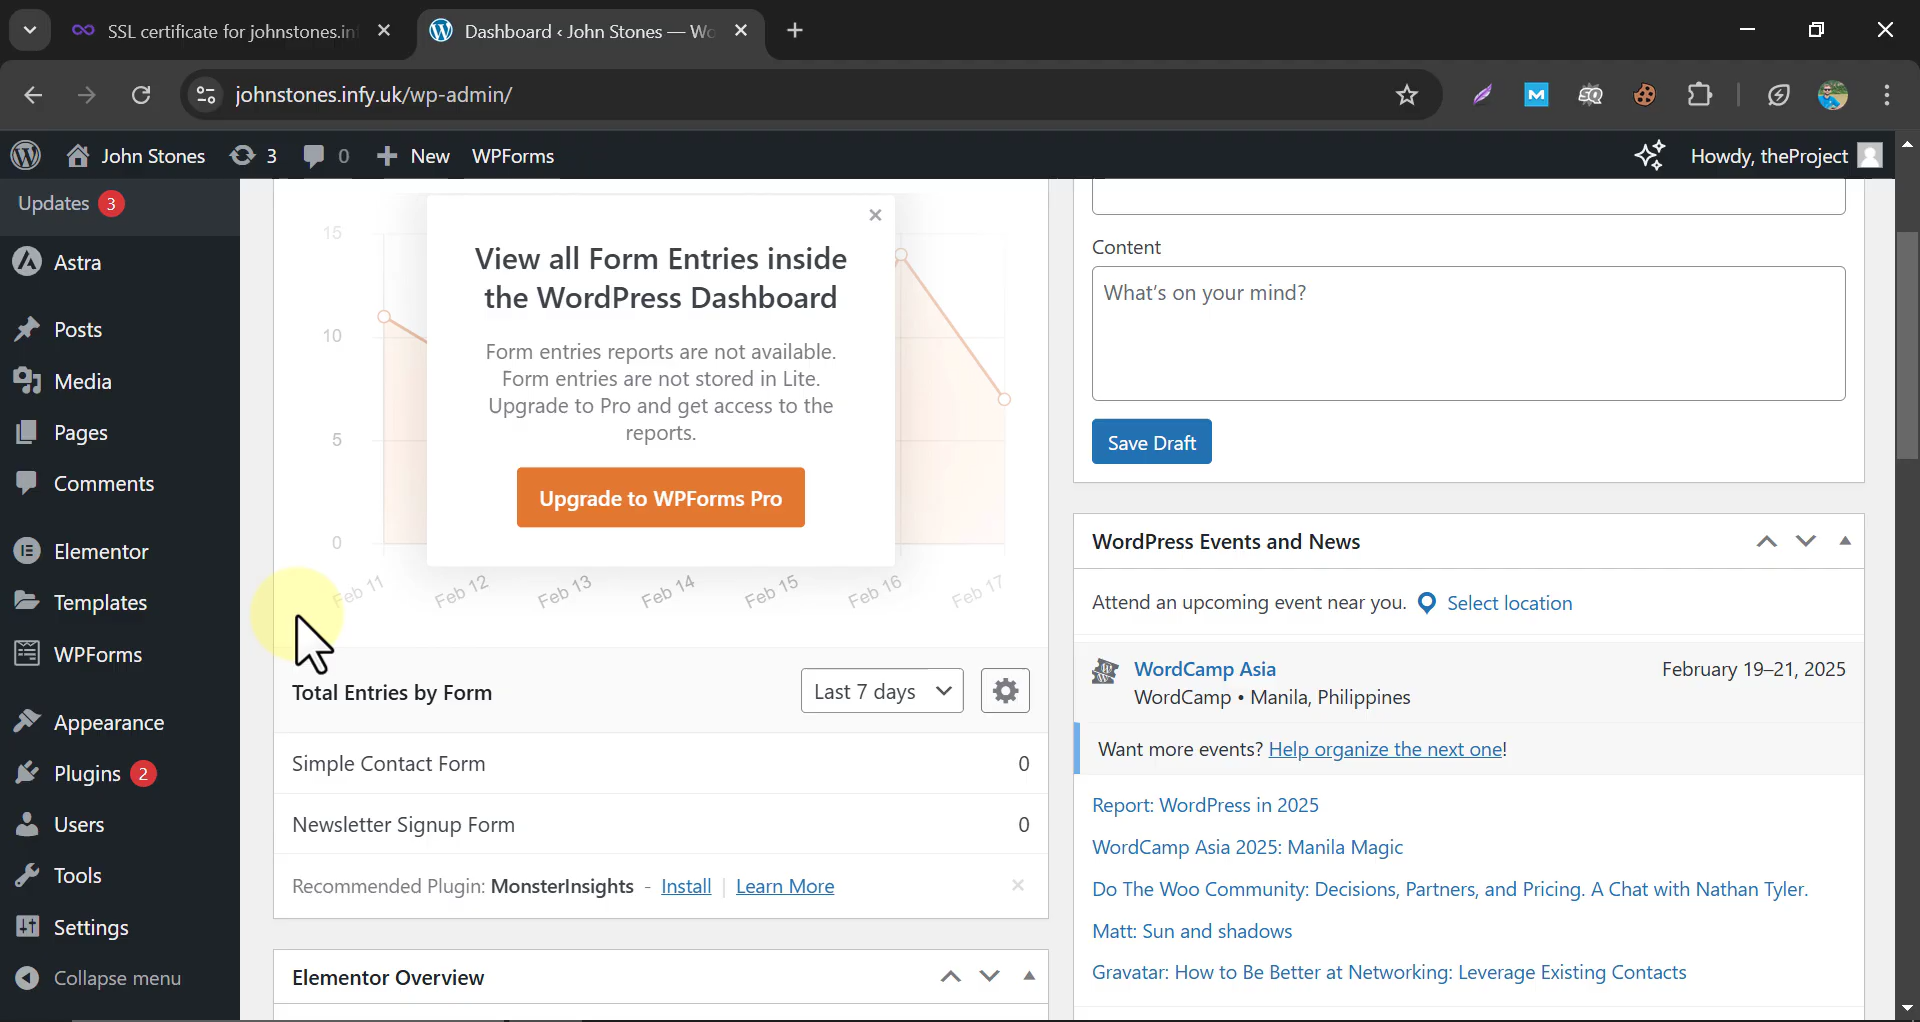 SSL certificate for johnstones.in
Dashboard ‹ John Stones — Wo
johnstones.infy.uk/wp-admin/
John Stones
3
0
New
WPForms
Howdy, theProject
Updates 3
Astra
Posts
Media
Pages
Comments
Elementor
Templates
WPForms
Appearance
Plugins 2
Users
Tools
Settings
Collapse menu
15
10
5
0
View all Form Entries inside
the WordPress Dashboard
Form entries reports are not available.
Form entries are not stored in Lite.
Upgrade to Pro and get access to the
reports.
Upgrade to WPForms Pro
Feb 11
Feb 12
Feb 13
Feb 14
Feb 15
Feb 16
Feb 17
Total Entries by Form
Last 7 days
Simple Contact Form 0
Newsletter Signup Form 0
Recommended Plugin: MonsterInsights - Install | Learn More
Elementor Overview
Content
What's on your mind?
Save Draft
WordPress Events and News
Attend an upcoming event near you. Select location
WordCamp Asia February 19–21, 2025
WordCamp • Manila, Philippines
Want more events? Help organize the next one!
Report: WordPress in 2025
WordCamp Asia 2025: Manila Magic
Do The Woo Community: Decisions, Partners, and Pricing. A Chat with Nathan Tyler.
Matt: Sun and shadows
Gravatar: How to Be Better at Networking: Leverage Existing Contacts